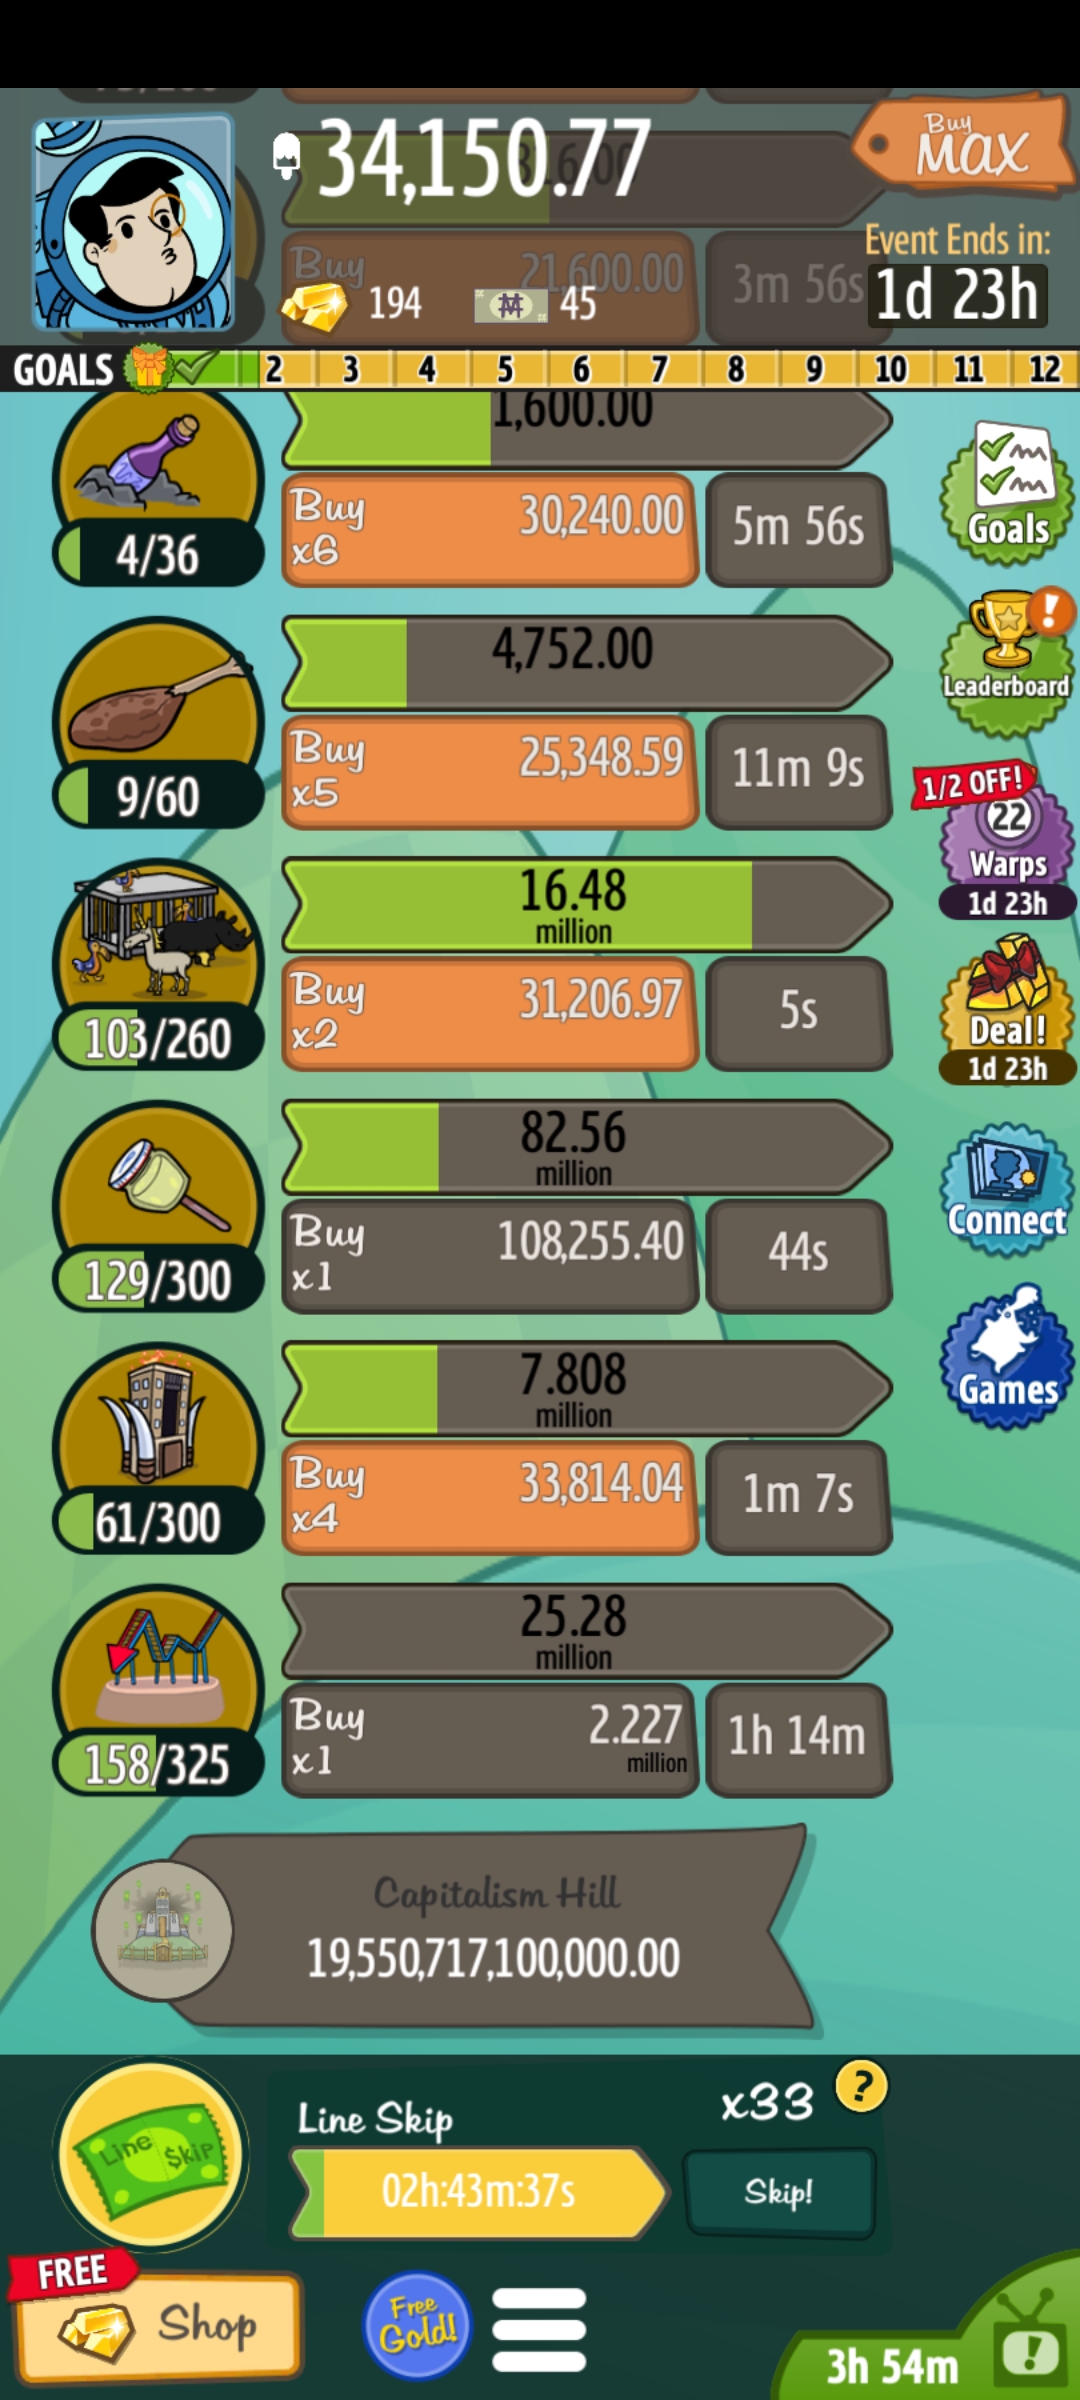 Buy
MAX
34,150.77
316.00
Event Ends in:
1d 23h
Buy
21,600.00
3m 56s
194
45
GOALS
2
3
4
5
6
7
8
9
10
11
12
1,600.00
Buy
x6
30,240.00
5m 56s
4/36
Goals
4,752.00
Leaderboard
Buy
x5
25,348.59
11m 9s
9/60
1/2 OFF!
22
Warps
1d 23h
16.48
million
Buy
x2
31,206.97
5s
103/260
Deal!
1d 23h
82.56
million
Buy
x1
108,255.40
44s
129/300
Connect
7.808
million
Games
Buy
x4
33,814.04
1m 7s
61/300
25.28
million
Buy
x1
2.227
million
1h 14m
158/325
Capitalism Hill
19,550,717,100,000.00
Line Skip
x33
?
Line $kip
02h:43m:37s
Skip!
FREE
Shop
Free
Gold!
3h 54m
!